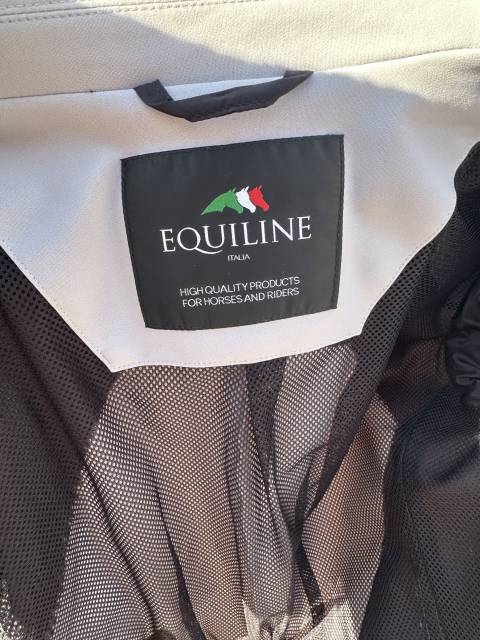 EQUILINE
ITALIA
HIGH QUALITY PRODUCTS
FOR HORSES AND RIDERS